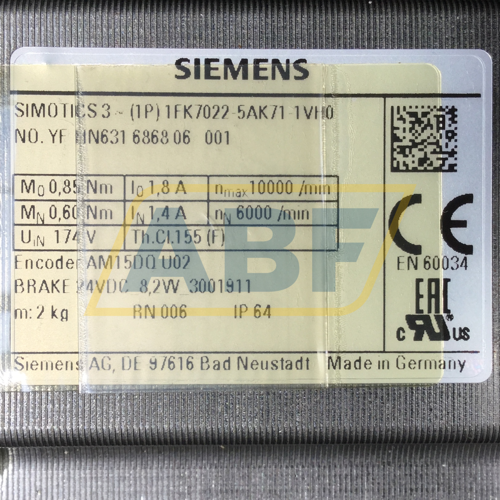 SIEMENS
SIMOTICS 3 ~ (1P) 1FK7022-5AK71-1VH0
NO. YF N631 6868 06 001
M0 0,85 Nm I0 1,8 A nmax 10000 /min
MN 0,60 Nm IN 1,4 A nN 6000 /min
UIN 174 V Th.Cl.155 (F)
Encoder AM15DQ U02
BRAKE 24VDC 8,2W 3001911
m: 2 kg RN 006 IP 64
CE
EN 60034
EAC
c RU US
Siemens AG, DE 97616 Bad Neustadt Made in Germany
ABF